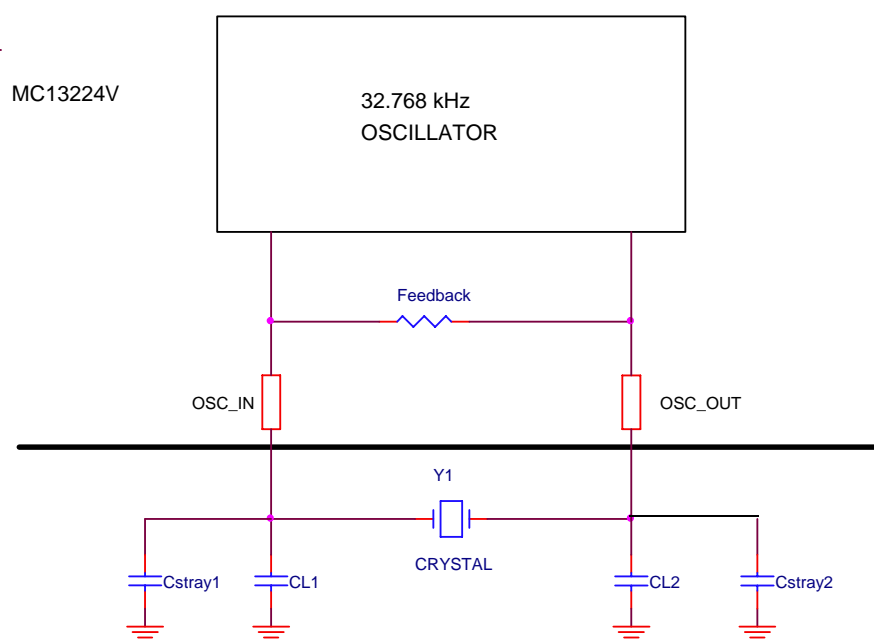 MC13224V
32.768 kHz
OSCILLATOR
Feedback
OSC_IN
OSC_OUT
Y1
CRYSTAL
Cstray1
CL1
CL2
Cstray2